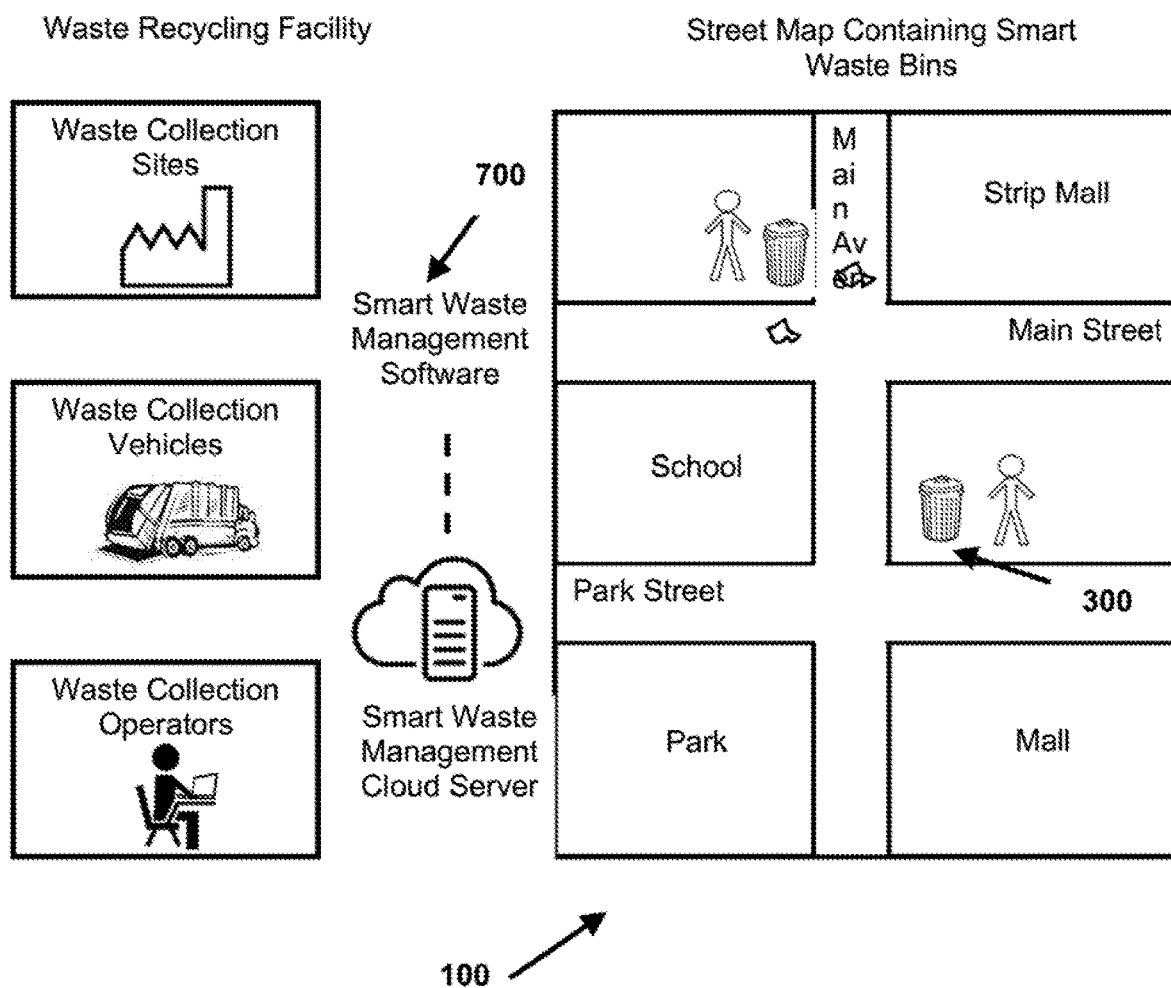 Waste Recycling Facility
Street Map Containing Smart
Waste Bins
Waste Collection
Sites
700
Smart Waste
Management
Software
Waste Collection
Vehicles
Smart Waste
Management
Cloud Server
Waste Collection
Operators
M
ai
n
Av
Strip Mall
Main Street
School
300
Park Street
Park
Mall
100